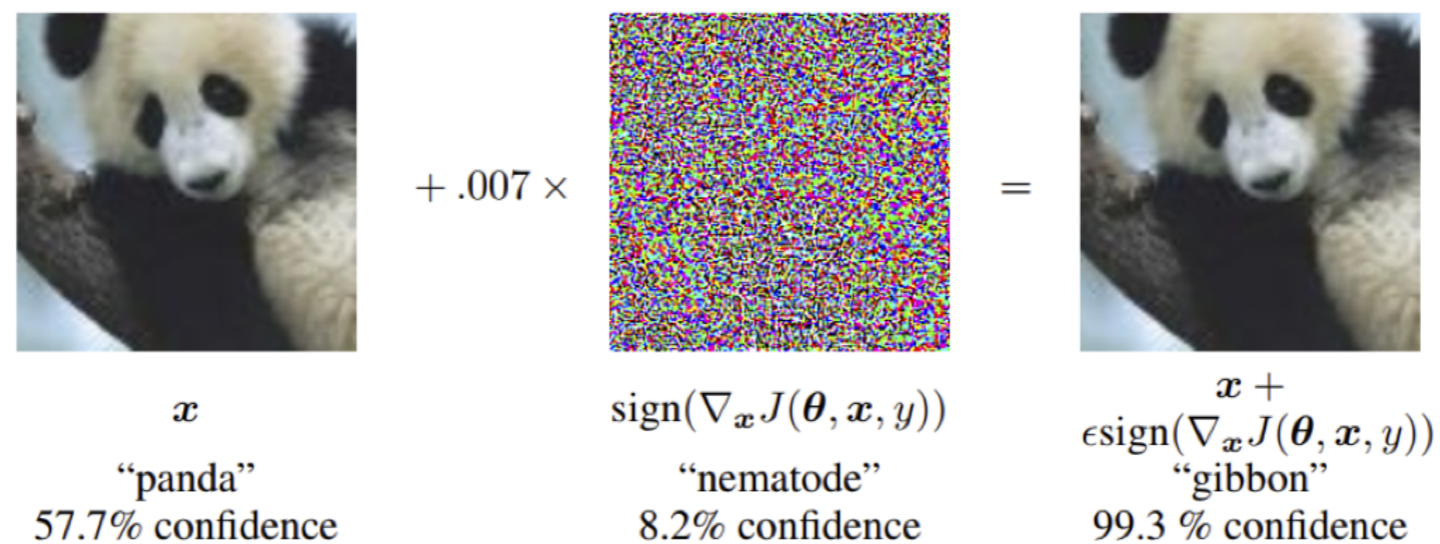 + .007 ×
=
x
“panda”
57.7% confidence
sign(∇ₓJ(θ, x, y))
“nematode”
8.2% confidence
x +
ϵsign(∇ₓJ(θ, x, y))
“gibbon”
99.3 % confidence